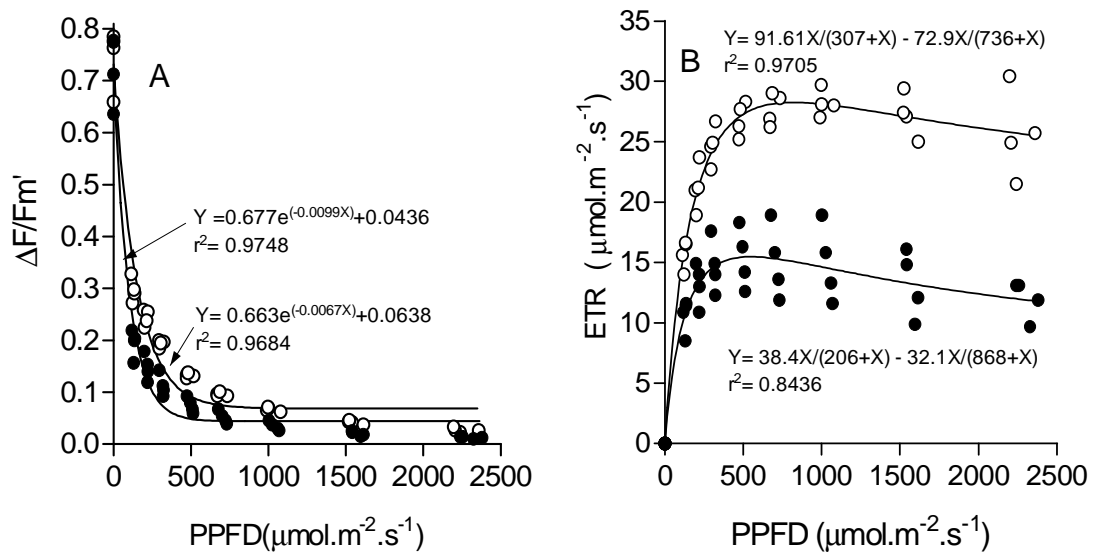 A
0.8
0.7
0.6
0.5
0.4
0.3
0.2
0.1
0.0
ΔF/Fm'
Y =0.677e(-0.0099X)+0.0436
r2= 0.9748
Y= 0.663e(-0.0067X)+0.0638
r2= 0.9684
0 500 1000 1500 2000 2500
PPFD(μmol.m-2.s-1)
B
35
30
25
20
15
10
5
0
ETR ( μmol.m-2.s-1)
Y= 91.61X/(307+X) - 72.9X/(736+X)
r2= 0.9705
Y= 38.4X/(206+X) - 32.1X/(868+X)
r2= 0.8436
0 500 1000 1500 2000 2500
PPFD (μmol.m-2.s-1)